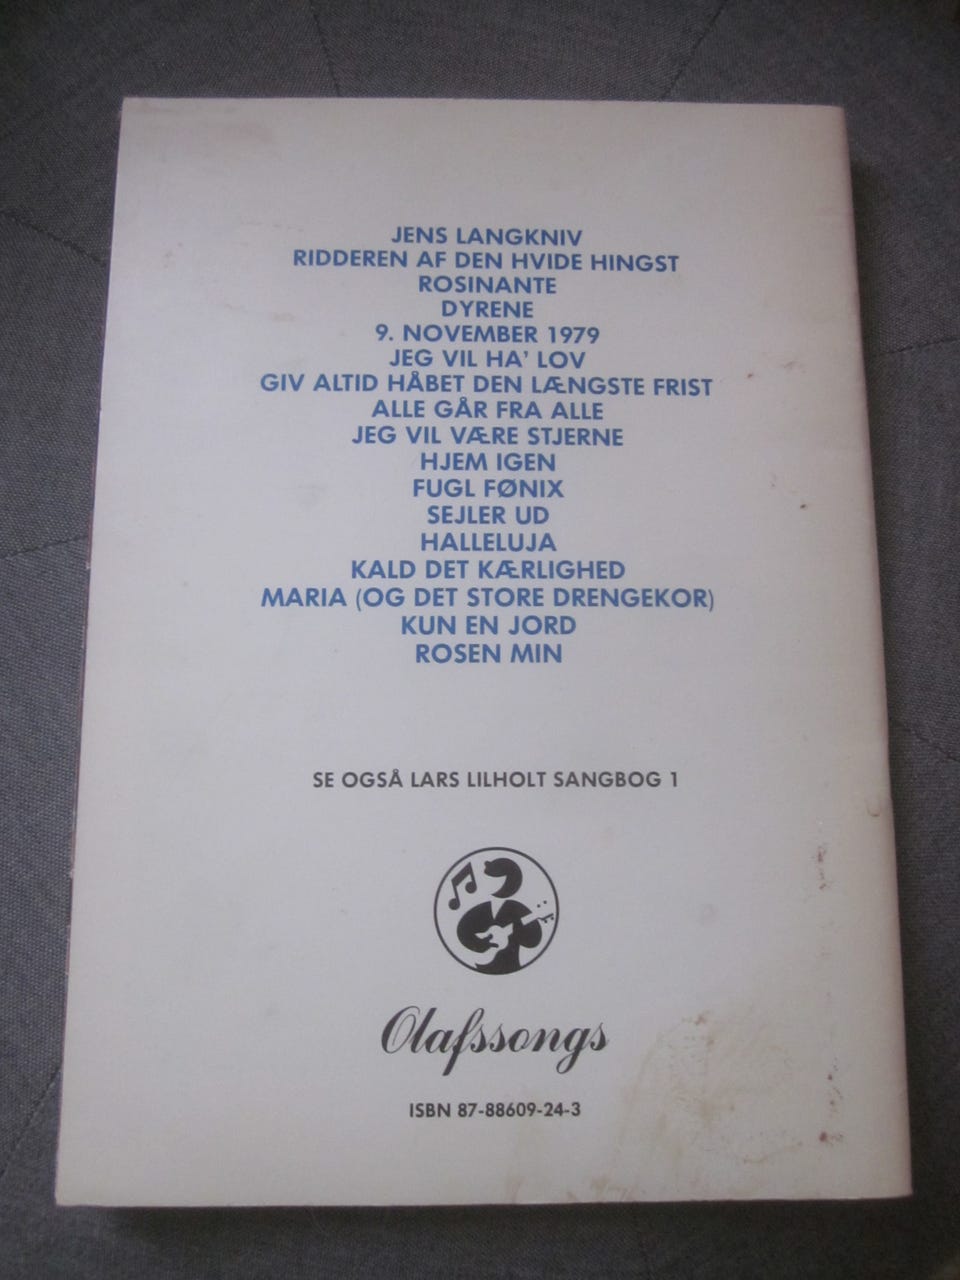 JENS LANGKNIV
RIDDEREN AF DEN HVIDE HINGST
ROSINANTE
DYRENE
9. NOVEMBER 1979
JEG VIL HA' LOV
GIV ALTID HÅBET DEN LÆNGSTE FRIST
ALLE GÅR FRA ALLE
JEG VIL VÆRE STJERNE
HJEM IGEN
FUGL FØNIX
SEJLER UD
HALLELUJA
KALD DET KÆRLIGHED
MARIA (OG DET STORE DRENGEKOR)
KUN EN JORD
ROSEN MIN
SE OGSÅ LARS LILHOLT SANGBOG 1
Olafssongs
ISBN 87-88609-24-3